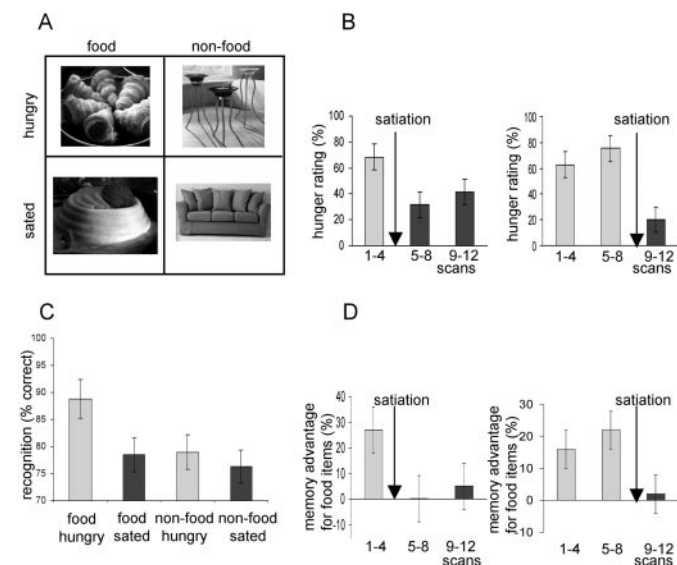 A
food
non-food
hungry
sated
B
satiation
hunger rating (%)
100
80
60
40
20
0
1-4
5-8
9-12
scans
satiation
hunger rating (%)
100
80
60
40
20
0
1-4
5-8
9-12
scans
C
recognition (% correct)
100
95
90
85
80
75
70
food
hungry
food
sated
non-food
hungry
non-food
sated
D
satiation
memory advantage
for food items (%)
40
30
20
10
0
-10
1-4
5-8
9-12
scans
satiation
memory advantage
for food items (%)
30
20
10
0
10
1-4
5-8
9-12
scans